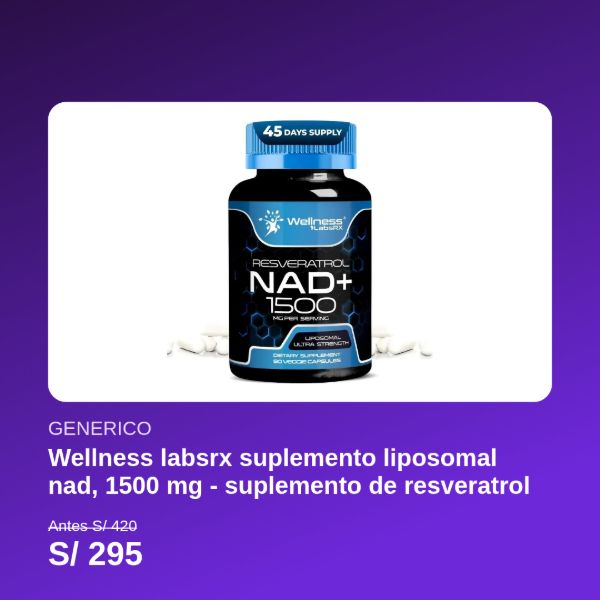 45 DAYS SUPPLY
Wellness
LabsRX
RESVERATROL
NAD+
1500
MG PER SERVING
LIPOSOMAL
ULTRA STRENGTH
DIETARY SUPPLEMENT
90 VEGGIE CAPSULES
GENERICO
Wellness labsrx suplemento liposomal
nad, 1500 mg - suplemento de resveratrol
Antes S/ 420
S/ 295